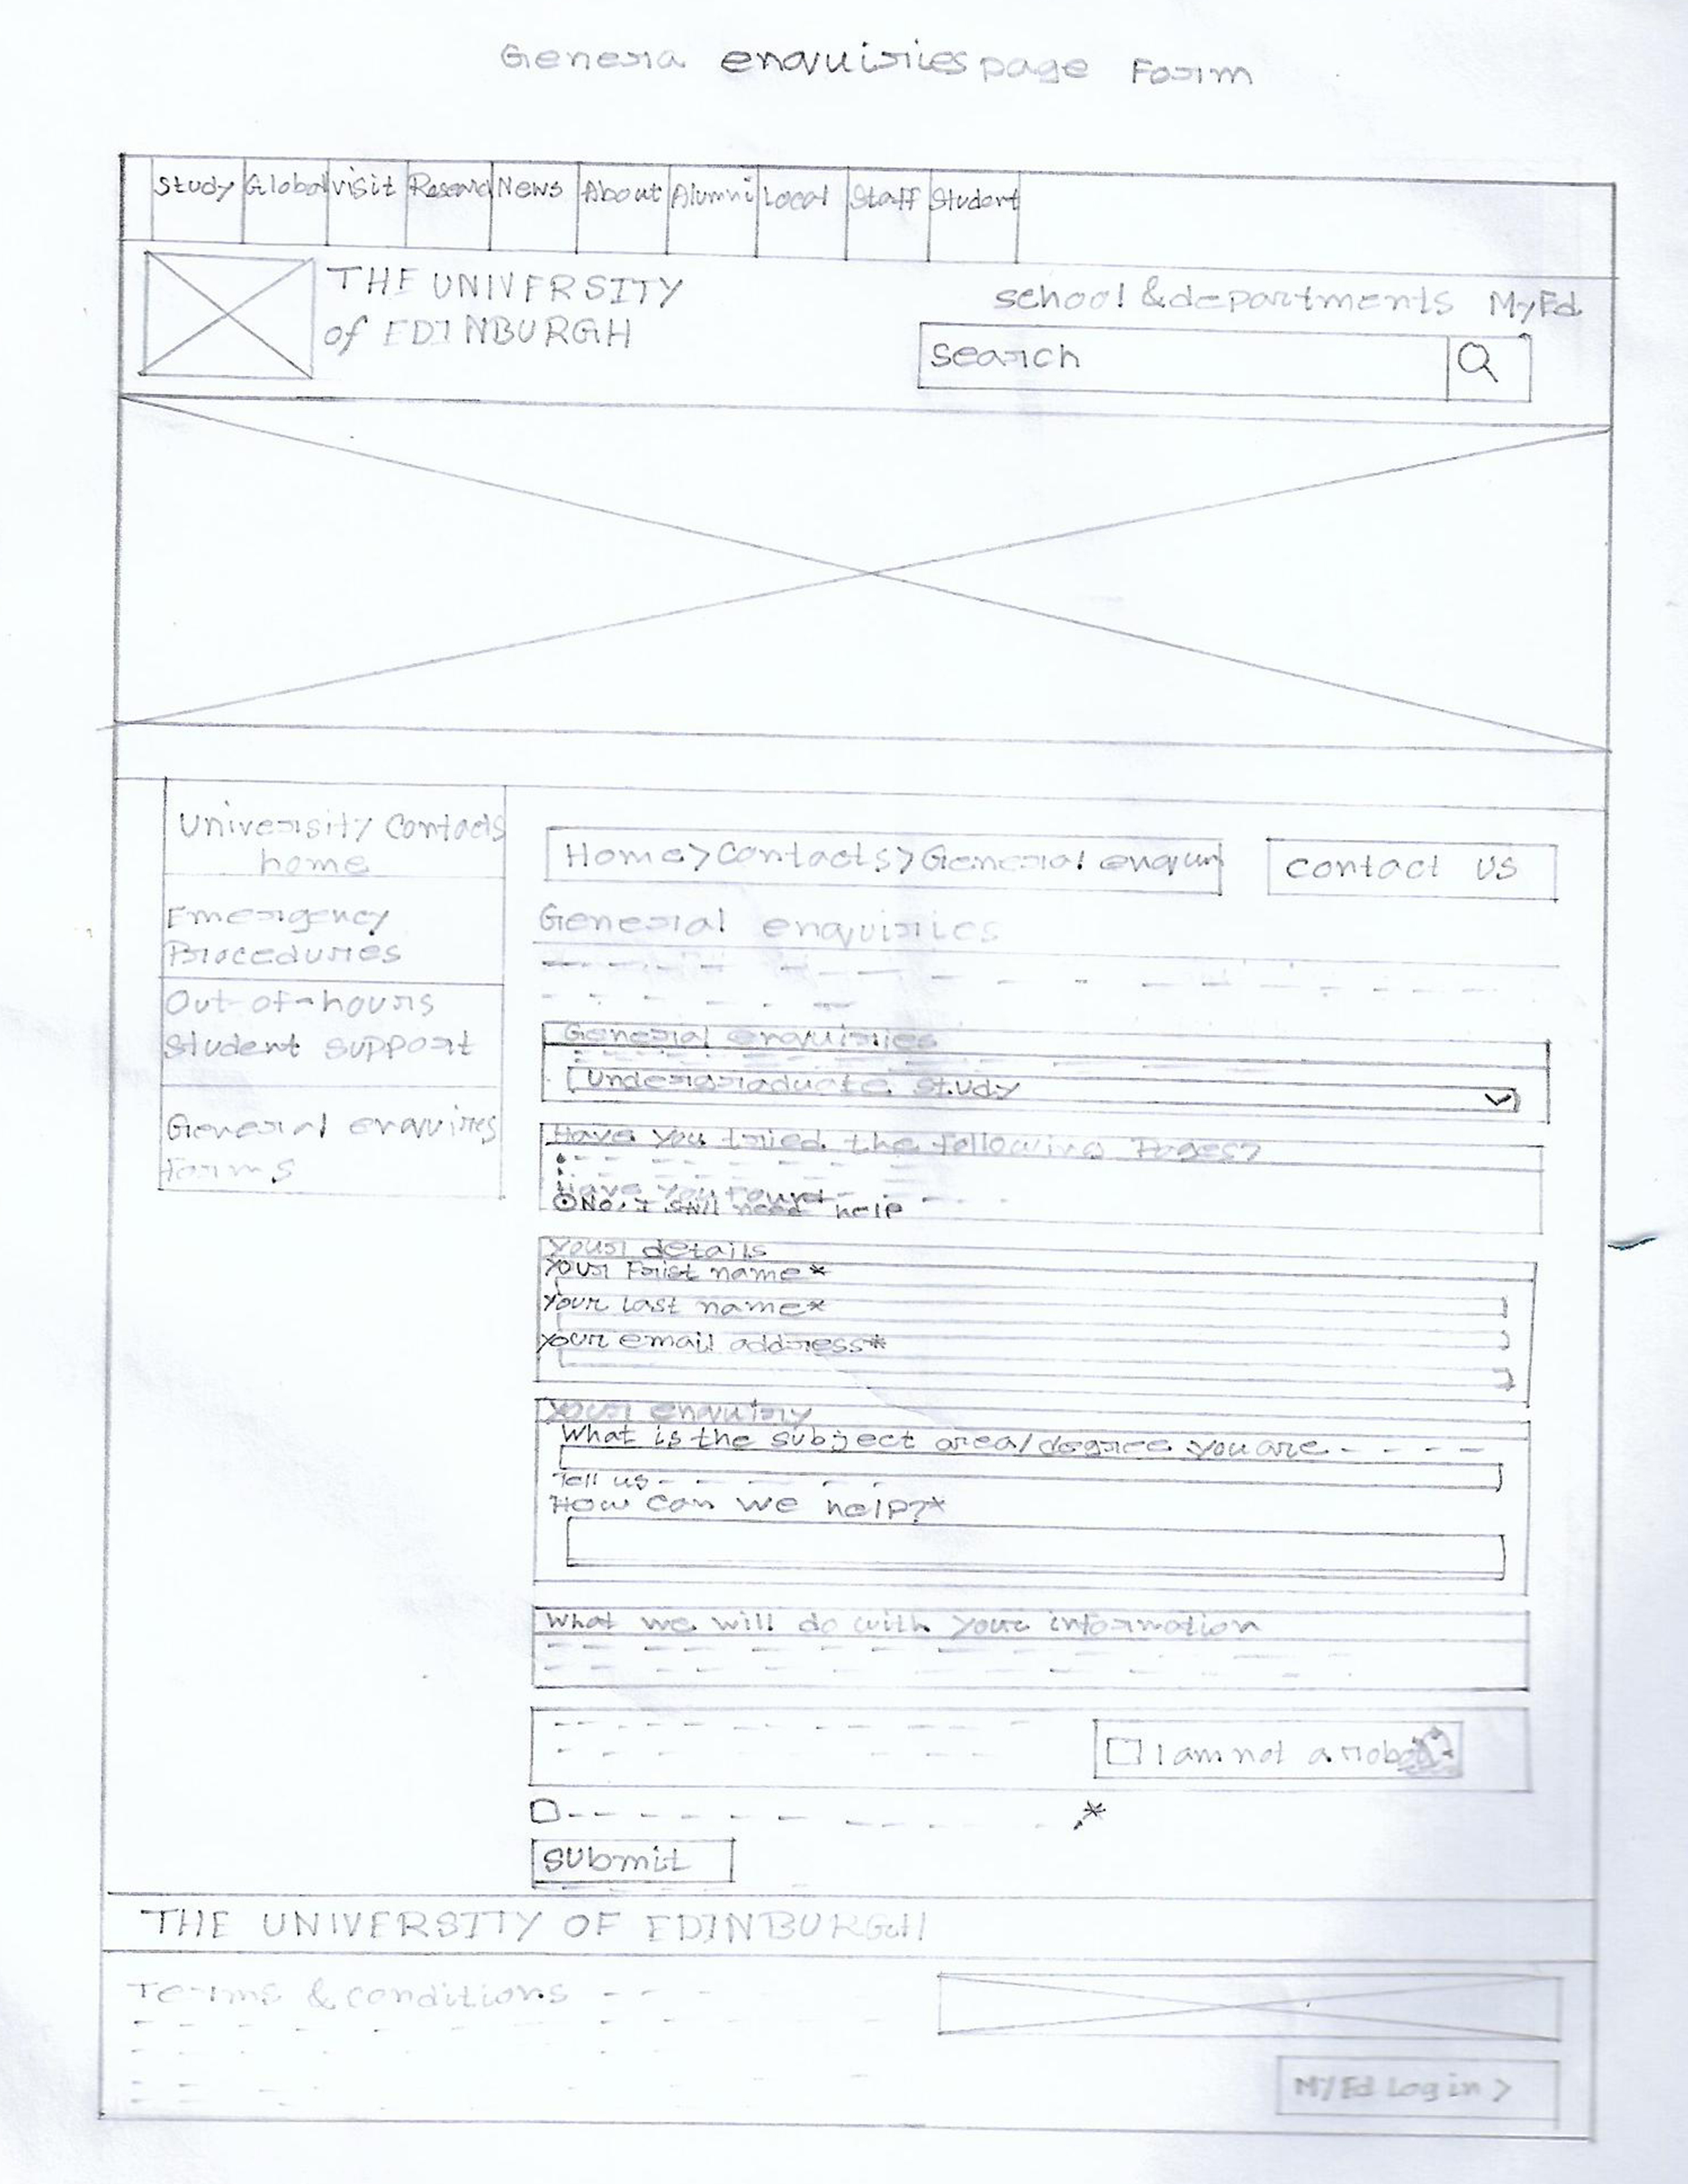 Genera enquiries page Form
Study Global visit Research News About Alumni Local Staff Student
THE UNIVERSITY
of EDINBURGH
school & departments MyEd
search
University Contacts
home
Emergency
Procedures
Out-of-hours
Student support
General enquires
forms
Home>Contacts>General enquir
contact us
General enquiries
General enquiries
Undergraduate study
Have you tried the following Pages?
Have you found
No, I still need help
Your details
Your Frist name*
Your Last name*
Your email address*
Your enquiry
What is the subject area/degree you are
Tell us
How can we help?*
What we will do with your information
I am not a robot
*
submit
THE UNIVERSITY OF EDINBURGH
Terms & conditions
MyEd Login >